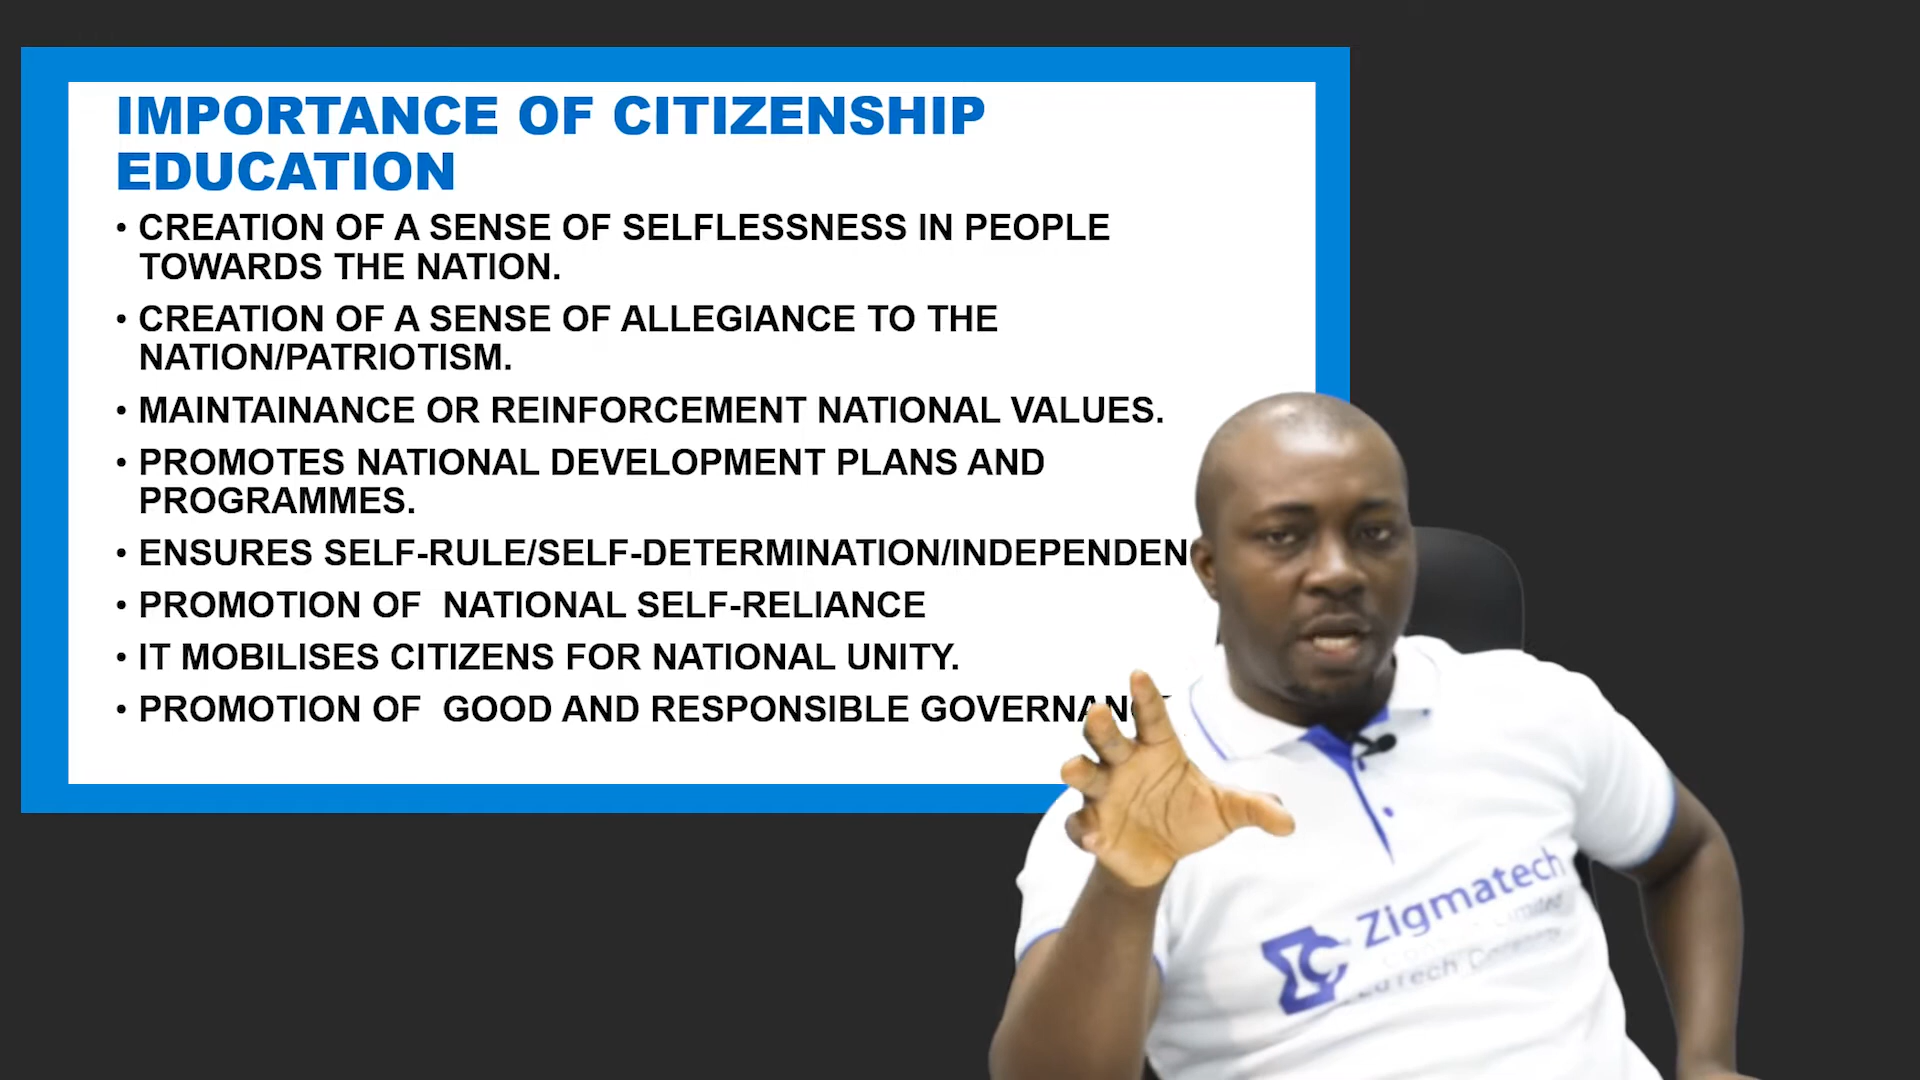 IMPORTANCE OF CITIZENSHIP
EDUCATION
• CREATION OF A SENSE OF SELFLESSNESS IN PEOPLE
TOWARDS THE NATION.
• CREATION OF A SENSE OF ALLEGIANCE TO THE
NATION/PATRIOTISM.
• MAINTAINANCE OR REINFORCEMENT NATIONAL VALUES.
• PROMOTES NATIONAL DEVELOPMENT PLANS AND
PROGRAMMES.
• ENSURES SELF-RULE/SELF-DETERMINATION/INDEPENDEN
• PROMOTION OF  NATIONAL SELF-RELIANCE
• IT MOBILISES CITIZENS FOR NATIONAL UNITY.
• PROMOTION OF  GOOD AND RESPONSIBLE GOVERNANC
Zigmatech